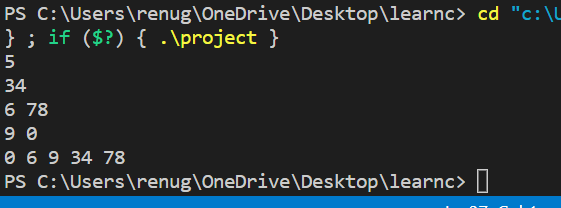 PS C:\Users\renug\OneDrive\Desktop\learnc> cd "c:\U
} ; if ($?) { .\project }
5
34
6 78
9 0
0 6 9 34 78
PS C:\Users\renug\OneDrive\Desktop\learnc>